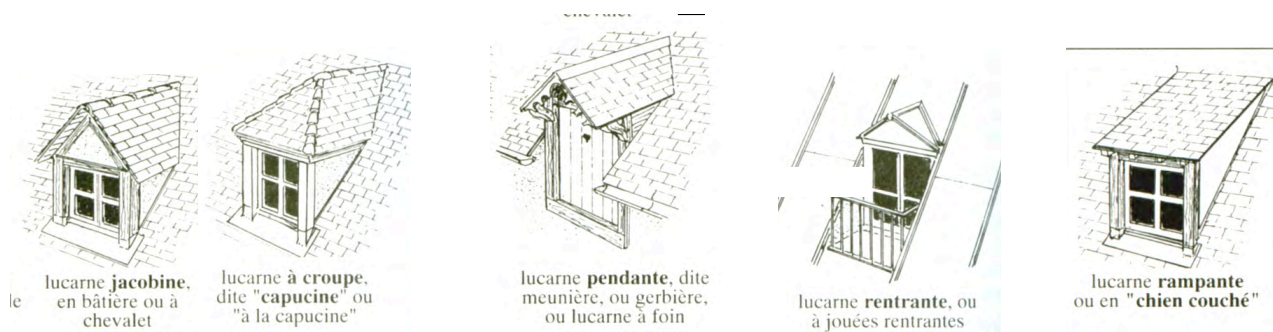 chevalet
lucarne jacobine,
en bâtière ou à
chevalet
le
lucarne à croupe,
dite "capucine" ou
"à la capucine"
lucarne pendante, dite
meunière, ou gerbière,
ou lucarne à foin
lucarne rentrante, ou
à jouées rentrantes
lucarne rampante
ou en "chien couché"